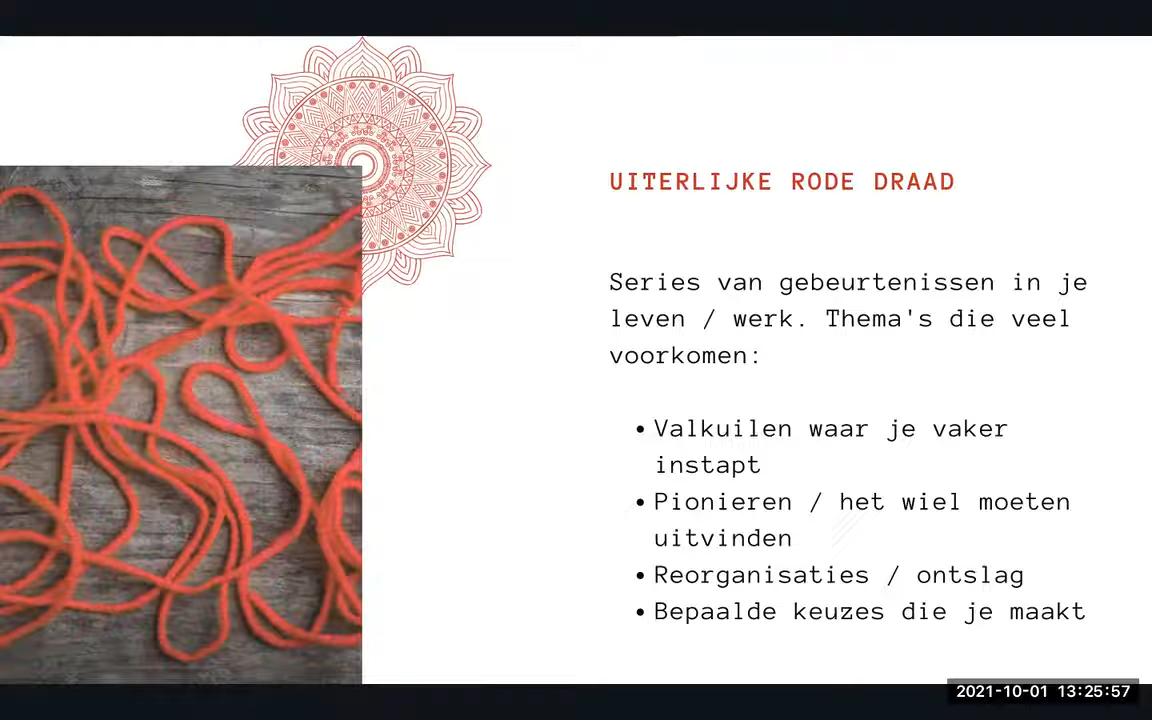 UITERLIJKE RODE DRAAD
Series van gebeurtenissen in je
leven / werk. Thema's die veel
voorkomen:
• Valkuilen waar je vaker
instapt
• Pionieren / het wiel moeten
uitvinden
• Reorganisaties / ontslag
• Bepaalde keuzes die je maakt
2021-10-01 13:25:57